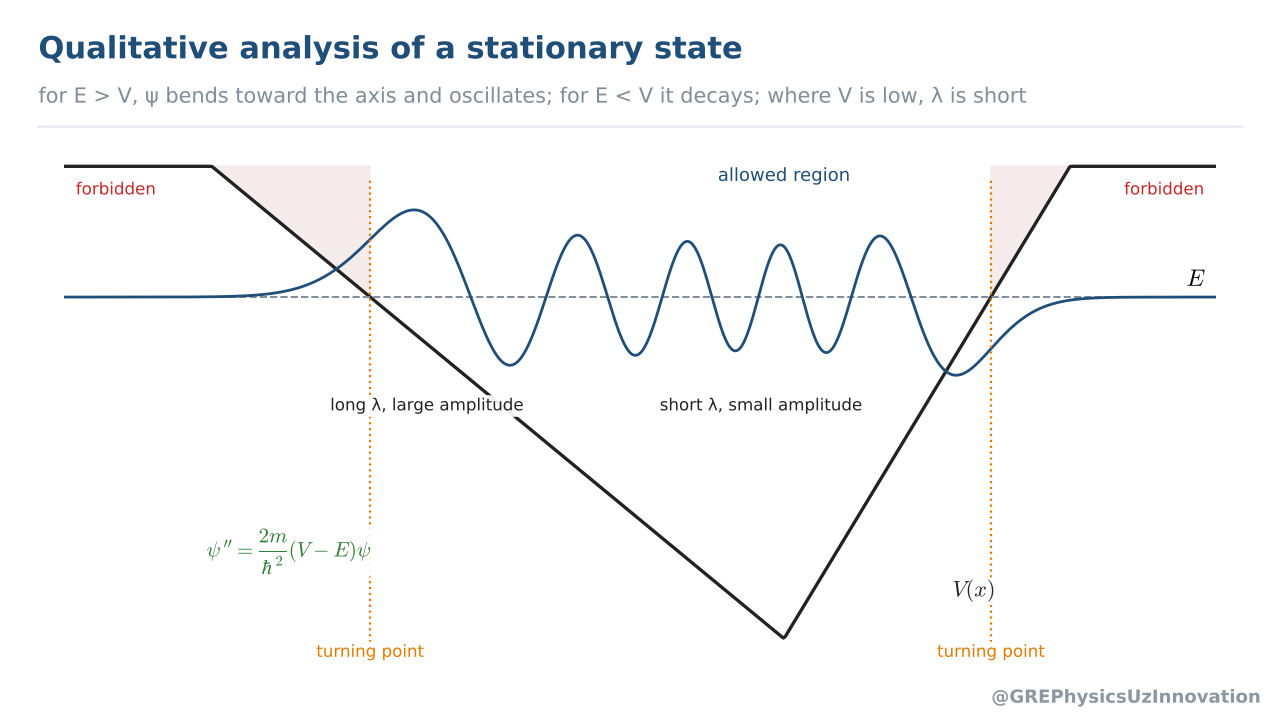 Qualitative analysis of a stationary state
for E > V, ψ bends toward the axis and oscillates; for E < V it decays; where V is low, λ is short
allowed region
forbidden
forbidden
E
long λ, large amplitude
short λ, small amplitude
ψ″ = 2m/ħ² (V − E)ψ
V(x)
turning point
turning point
@GREPhysicsUzInnovation